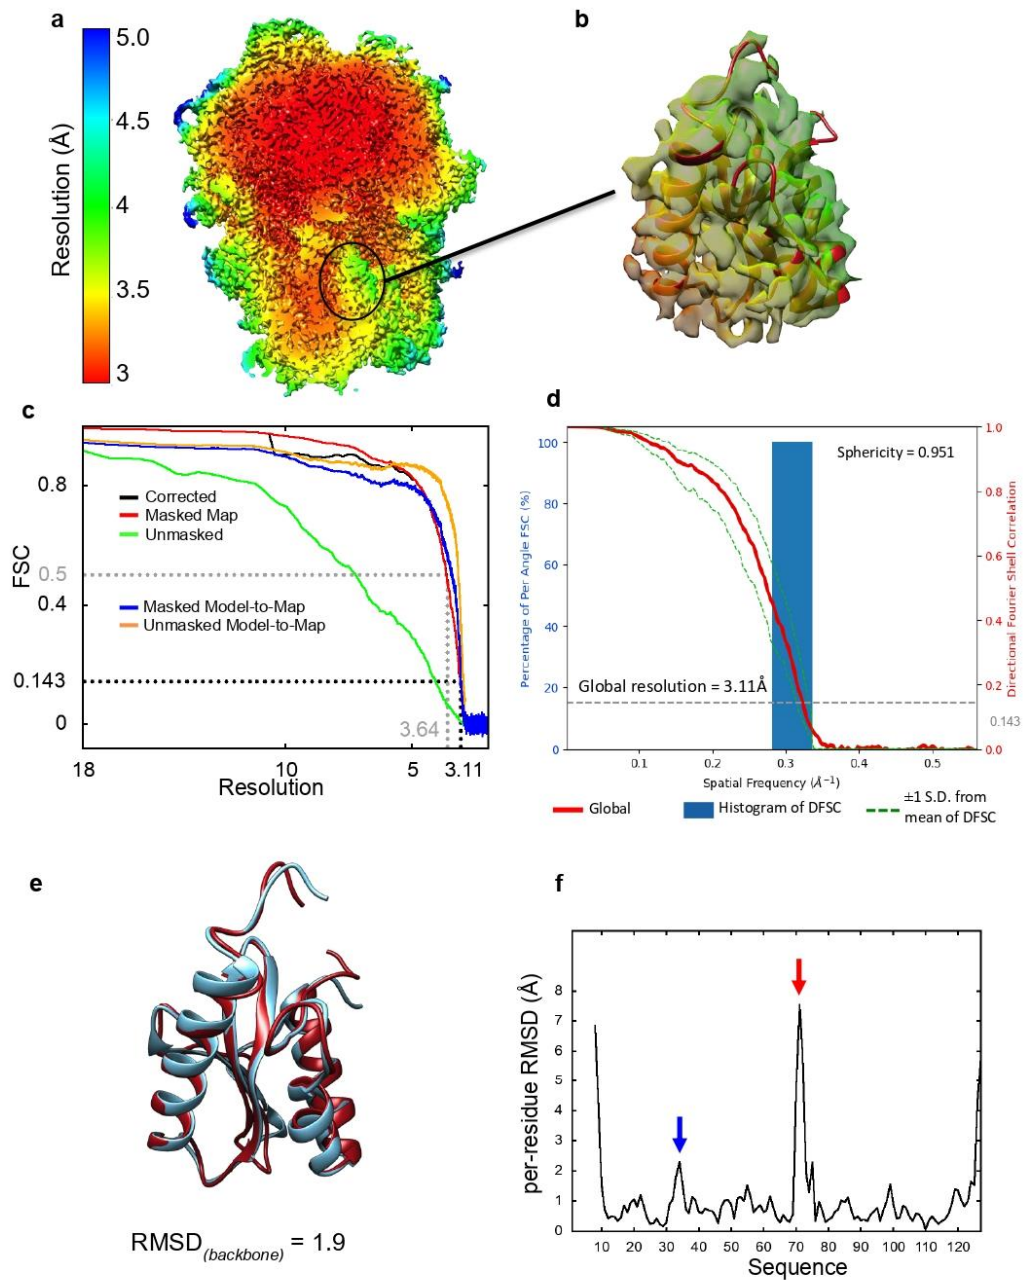 a
Resolution (Å)
5.0
4.5
4
3.5
3
b
c
FSC
0.8
0.5
0.4
0.143
0
Corrected
Masked Map
Unmasked
Masked Model-to-Map
Unmasked Model-to-Map
3.64
18
10
5
3.11
Resolution
d
Percentage of Per Angle FSC (%)
100
80
60
40
20
0
Sphericity = 0.951
Global resolution = 3.11Å
1.0
0.8
0.6
0.4
0.2
0.143
0.0
Directional Fourier Shell Correlation
0.1
0.2
0.3
0.4
0.5
Spatial Frequency (Å⁻¹)
Global
Histogram of DFSC
±1 S.D. from
mean of DFSC
e
RMSD(backbone) = 1.9
f
per-residue RMSD (Å)
8
7
6
5
4
3
2
1
0
10 20 30 40 50 60 70 80 90 100 110 120
Sequence